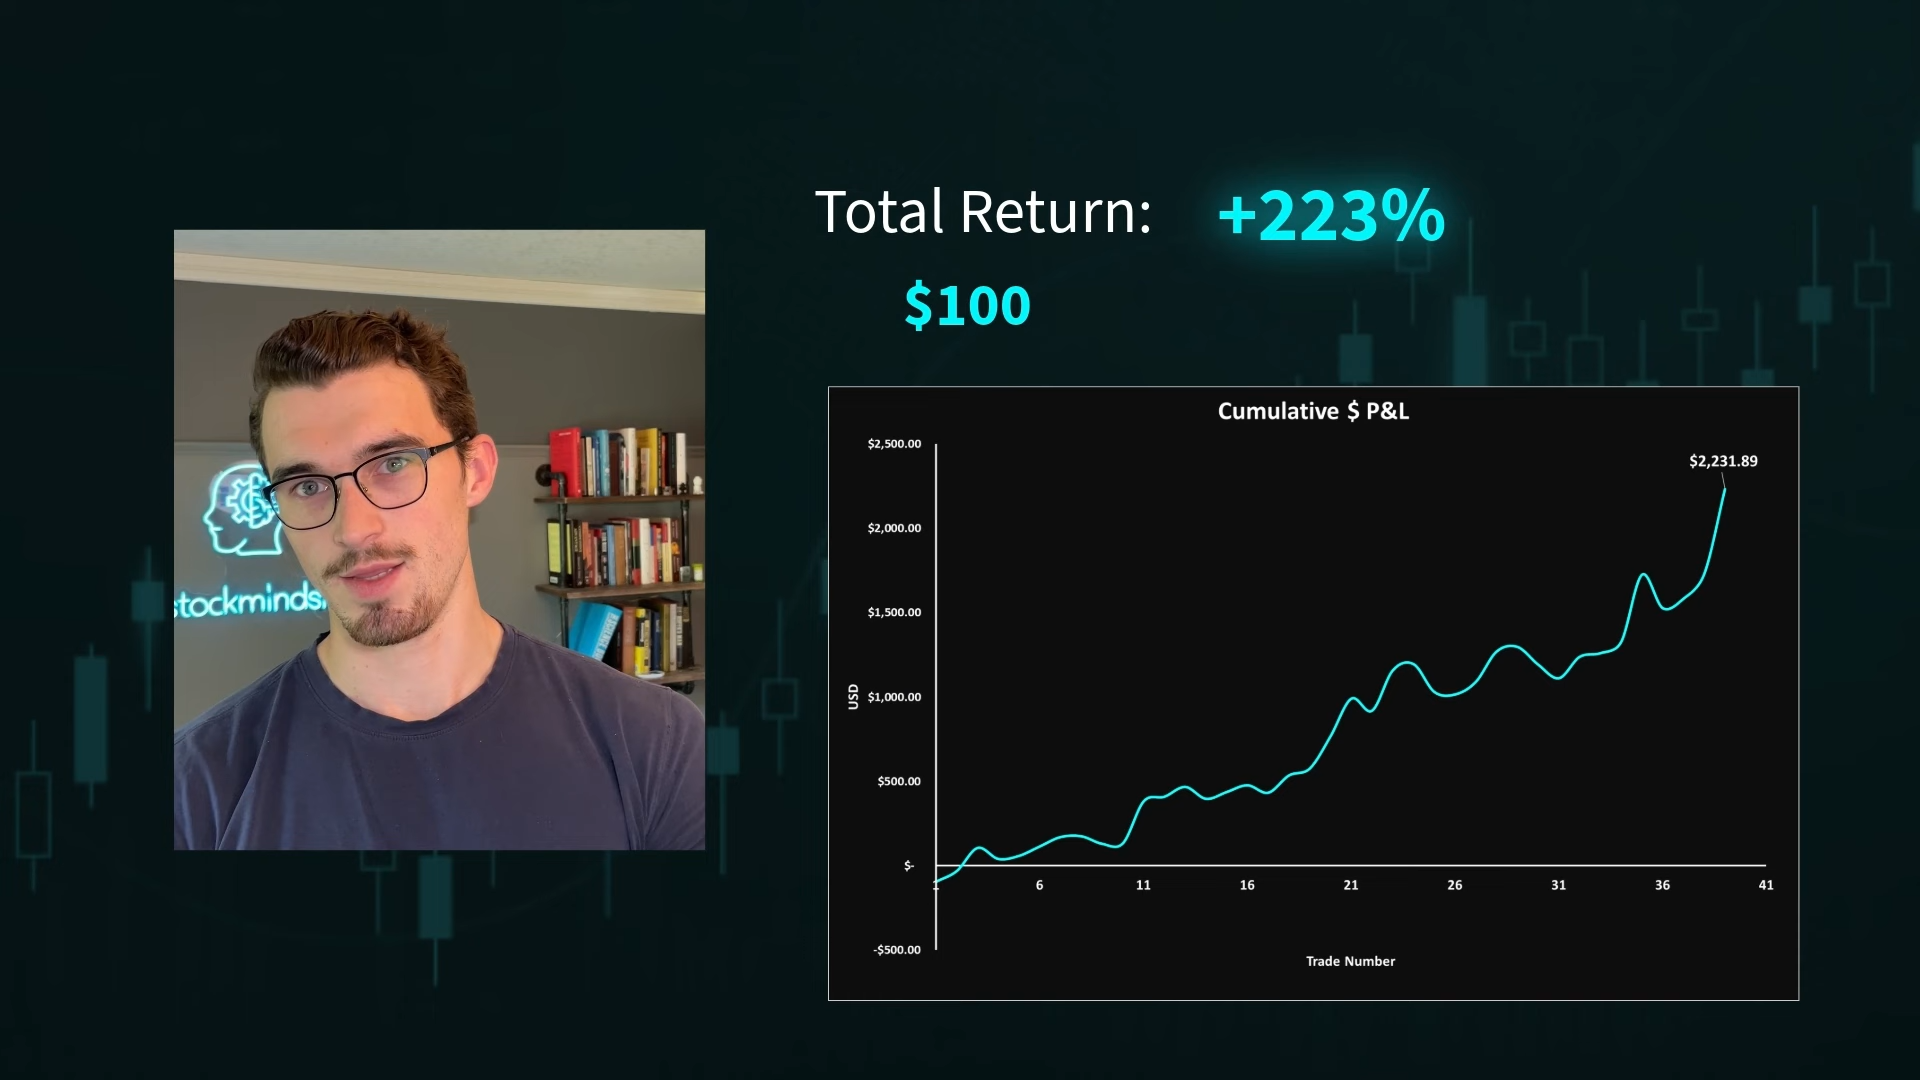 Total Return: +223%
$100
stockminds
Cumulative $ P&L
$2,231.89
$2,500.00
$2,000.00
$1,500.00
$1,000.00
$500.00
$-
-$500.00
USD
1 6 11 16 21 26 31 36 41
Trade Number